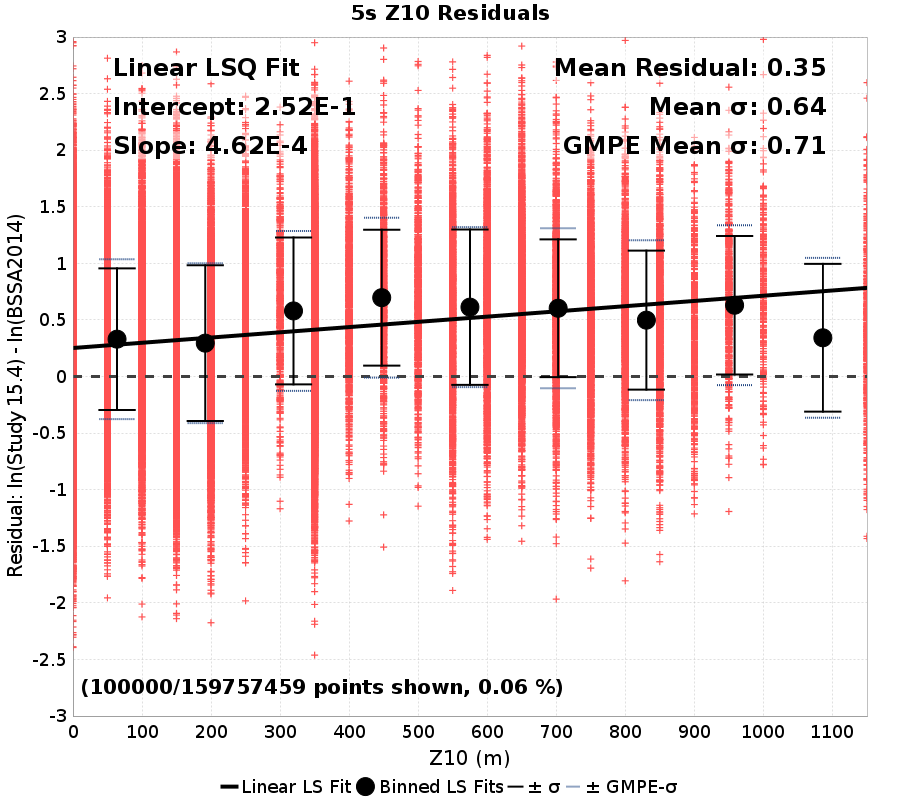 5s Z10 Residuals
Linear LSQ Fit
Intercept: 2.52E-1
Slope: 4.62E-4
Mean Residual: 0.35
Mean σ: 0.64
GMPE Mean σ: 0.71
Residual: ln(Study 15.4) - ln(BSSA2014)
3
2.5
2
1.5
1
0.5
0
-0.5
-1
-1.5
-2
-2.5
-3
(100000/159757459 points shown, 0.06 %)
0 100 200 300 400 500 600 700 800 900 1000 1100
Z10 (m)
Linear LS Fit Binned LS Fits ± σ ± GMPE-σ